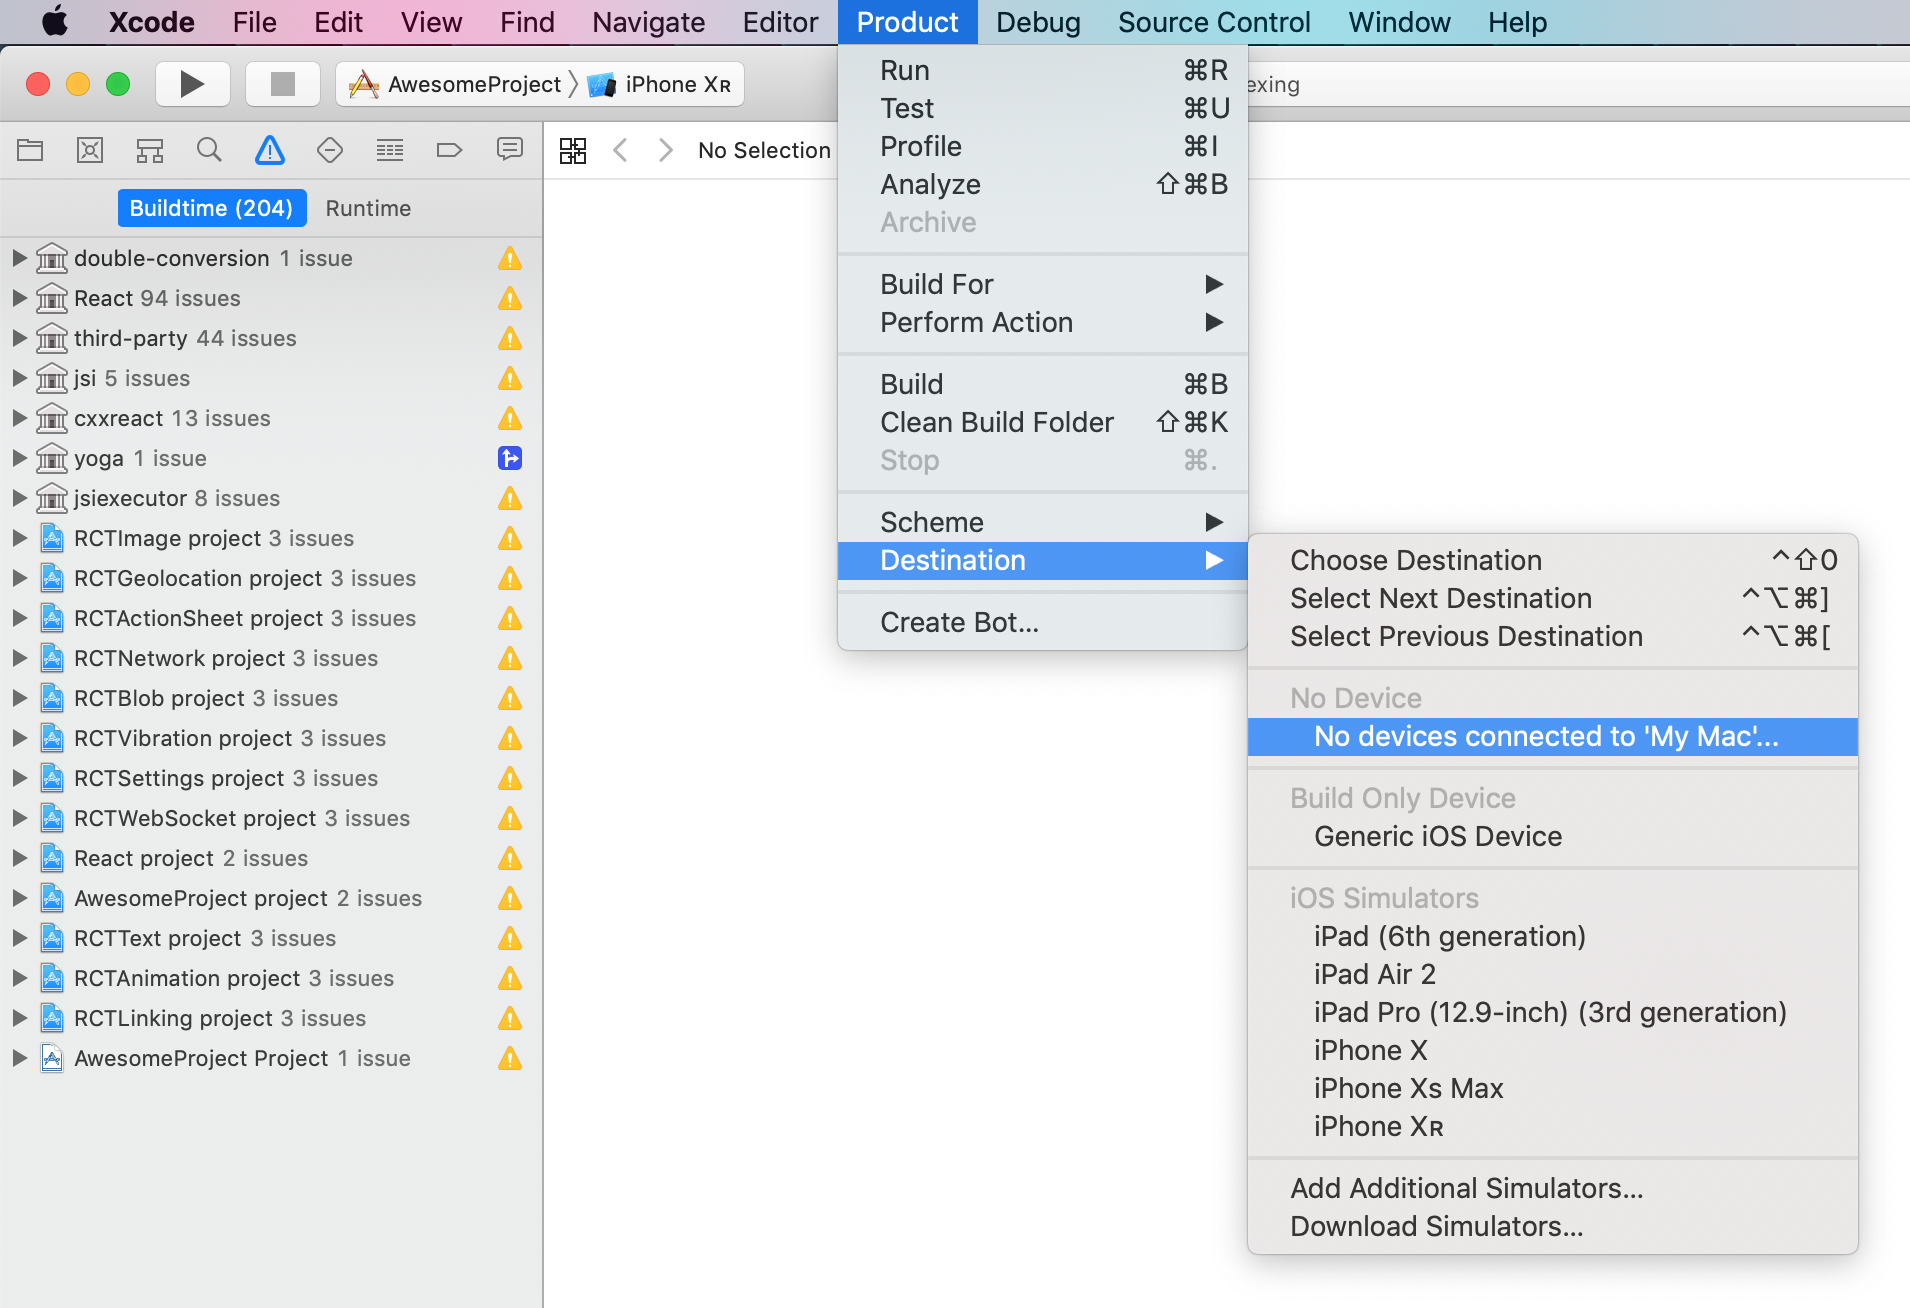 Xcode File Edit View Find Navigate Editor Product Debug Source Control Window Help
AwesomeProject iPhone Xʀ
exing
No Selection
Buildtime (204) Runtime
double-conversion 1 issue
React 94 issues
third-party 44 issues
jsi 5 issues
cxxreact 13 issues
yoga 1 issue
jsiexecutor 8 issues
RCTImage project 3 issues
RCTGeolocation project 3 issues
RCTActionSheet project 3 issues
RCTNetwork project 3 issues
RCTBlob project 3 issues
RCTVibration project 3 issues
RCTSettings project 3 issues
RCTWebSocket project 3 issues
React project 2 issues
AwesomeProject project 2 issues
RCTText project 3 issues
RCTAnimation project 3 issues
RCTLinking project 3 issues
AwesomeProject Project 1 issue
Run ⌘R
Test ⌘U
Profile ⌘I
Analyze ⇧⌘B
Archive
Build For ▶
Perform Action ▶
Build ⌘B
Clean Build Folder ⇧⌘K
Stop ⌘.
Scheme ▶
Destination ▶
Create Bot...
Choose Destination ^⇧0
Select Next Destination ^⌥⌘]
Select Previous Destination ^⌥⌘[
No Device
No devices connected to 'My Mac'...
Build Only Device
Generic iOS Device
iOS Simulators
iPad (6th generation)
iPad Air 2
iPad Pro (12.9-inch) (3rd generation)
iPhone X
iPhone Xs Max
iPhone Xʀ
Add Additional Simulators...
Download Simulators...